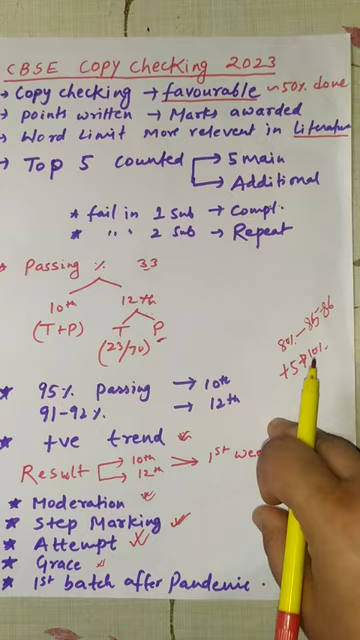 CBSE Copy Checking 2023
→ Copy checking → favourable ~50% done
→ points written → Marks awarded
→ Word Limit More relevent in Literature
→ Top 5 Counted → 5 main
→ Additional
* fail in 1 Sub → Compt.
* " " 2 Sub → Repeat
→ Passing % 33
10th 12th
(T+P) T P
(23/70)
80% - 85-86
+5 10%
* 95% passing → 10th
91-92% → 12th
* +ve trend
Result → 10th → 1st wee
→ 12th
* Moderation
* Step Marking
* Attempt
* Grace
* 1st batch after Pandemic.